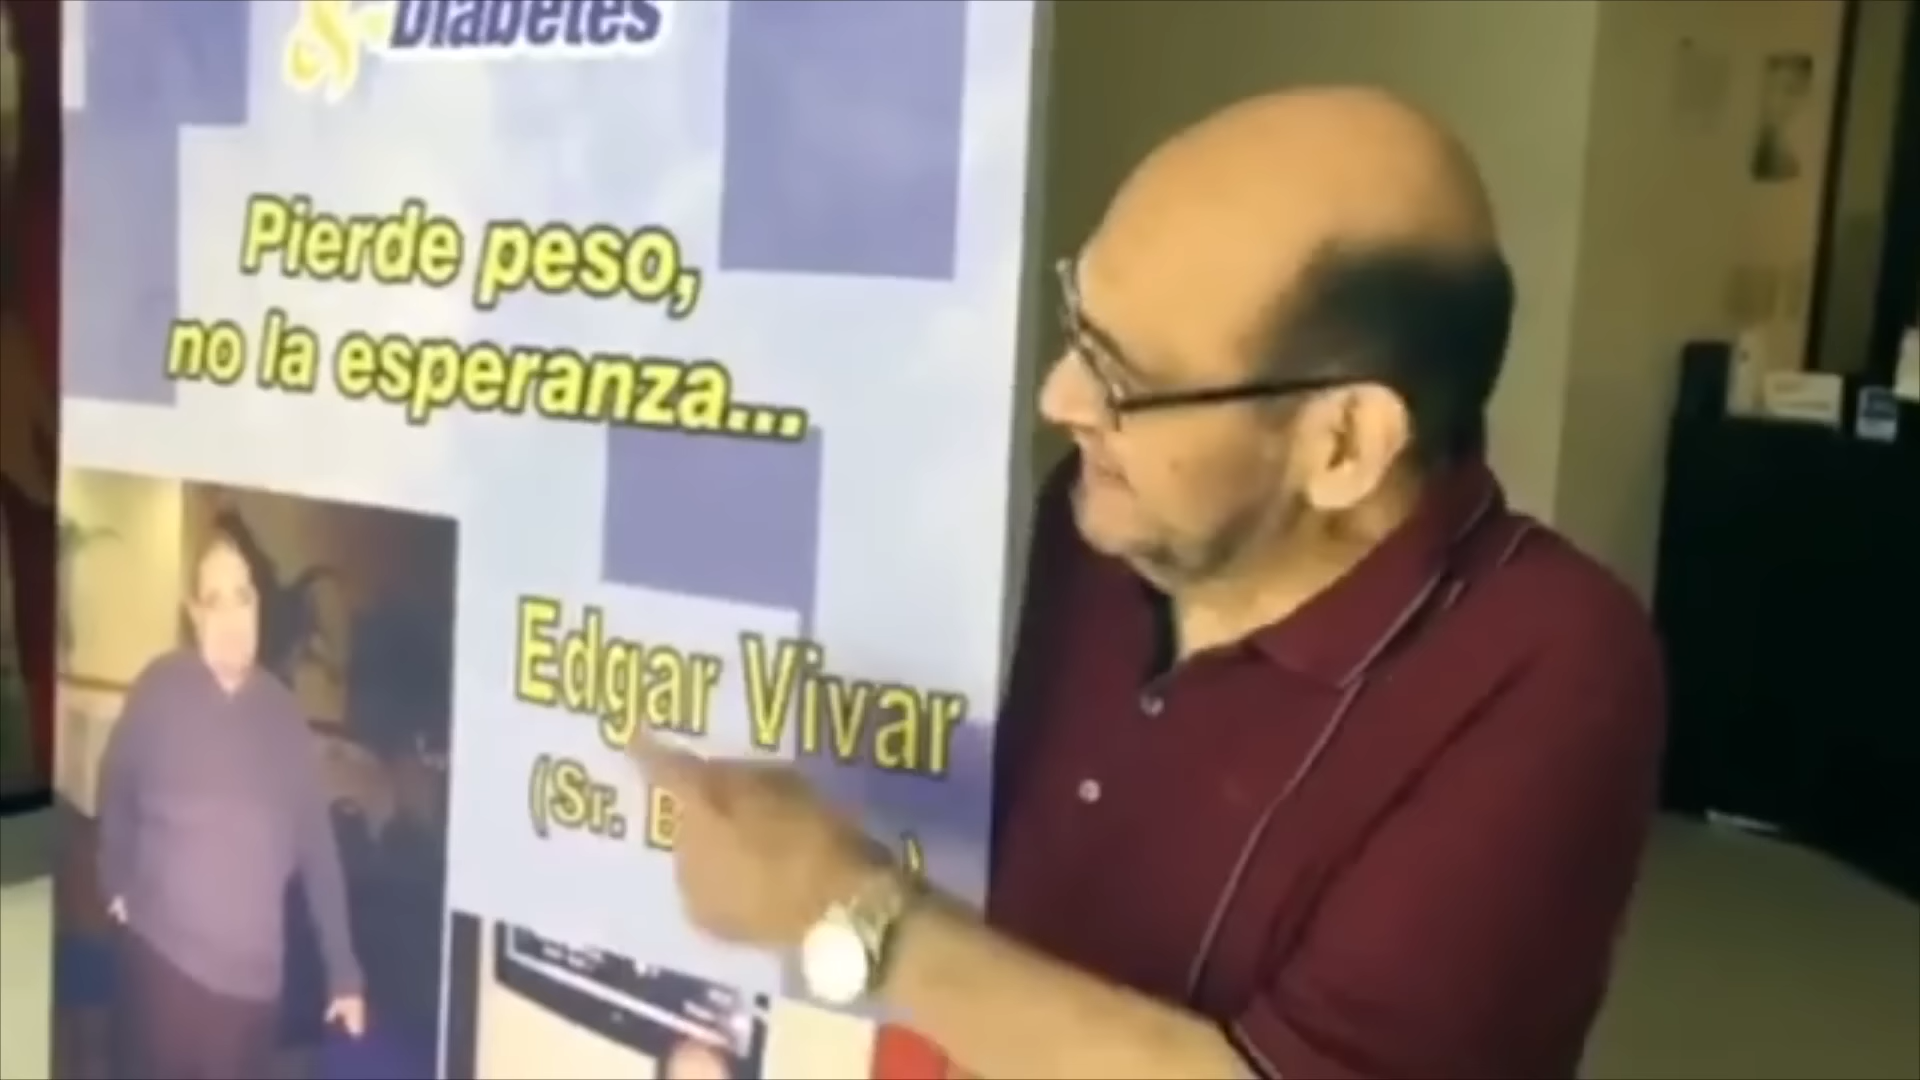 & Diabetes
Pierde peso,
no la esperanza...
Edgar Vivar
(Sr. B )